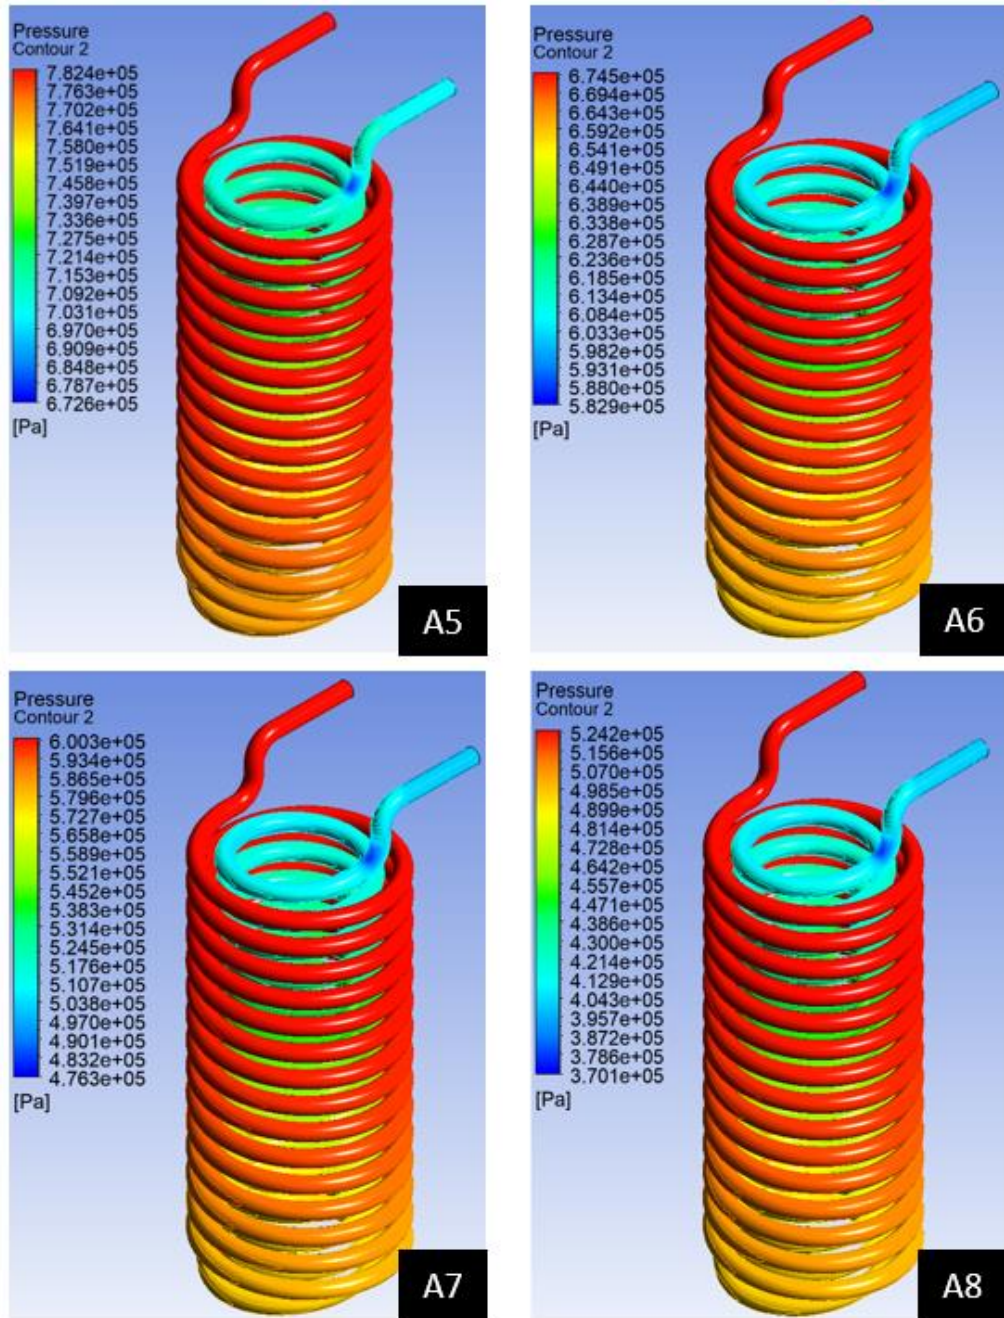 Pressure
Contour 2
7.824e+05
7.763e+05
7.702e+05
7.641e+05
7.580e+05
7.519e+05
7.458e+05
7.397e+05
7.336e+05
7.275e+05
7.214e+05
7.153e+05
7.092e+05
7.031e+05
6.970e+05
6.909e+05
6.848e+05
6.787e+05
6.726e+05
[Pa]
A5
Pressure
Contour 2
6.745e+05
6.694e+05
6.643e+05
6.592e+05
6.541e+05
6.491e+05
6.440e+05
6.389e+05
6.338e+05
6.287e+05
6.236e+05
6.185e+05
6.134e+05
6.084e+05
6.033e+05
5.982e+05
5.931e+05
5.880e+05
5.829e+05
[Pa]
A6
Pressure
Contour 2
6.003e+05
5.934e+05
5.865e+05
5.796e+05
5.727e+05
5.658e+05
5.589e+05
5.521e+05
5.452e+05
5.383e+05
5.314e+05
5.245e+05
5.176e+05
5.107e+05
5.038e+05
4.970e+05
4.901e+05
4.832e+05
4.763e+05
[Pa]
A7
Pressure
Contour 2
5.242e+05
5.156e+05
5.070e+05
4.985e+05
4.899e+05
4.814e+05
4.728e+05
4.642e+05
4.557e+05
4.471e+05
4.386e+05
4.300e+05
4.214e+05
4.129e+05
4.043e+05
3.957e+05
3.872e+05
3.786e+05
3.701e+05
[Pa]
A8